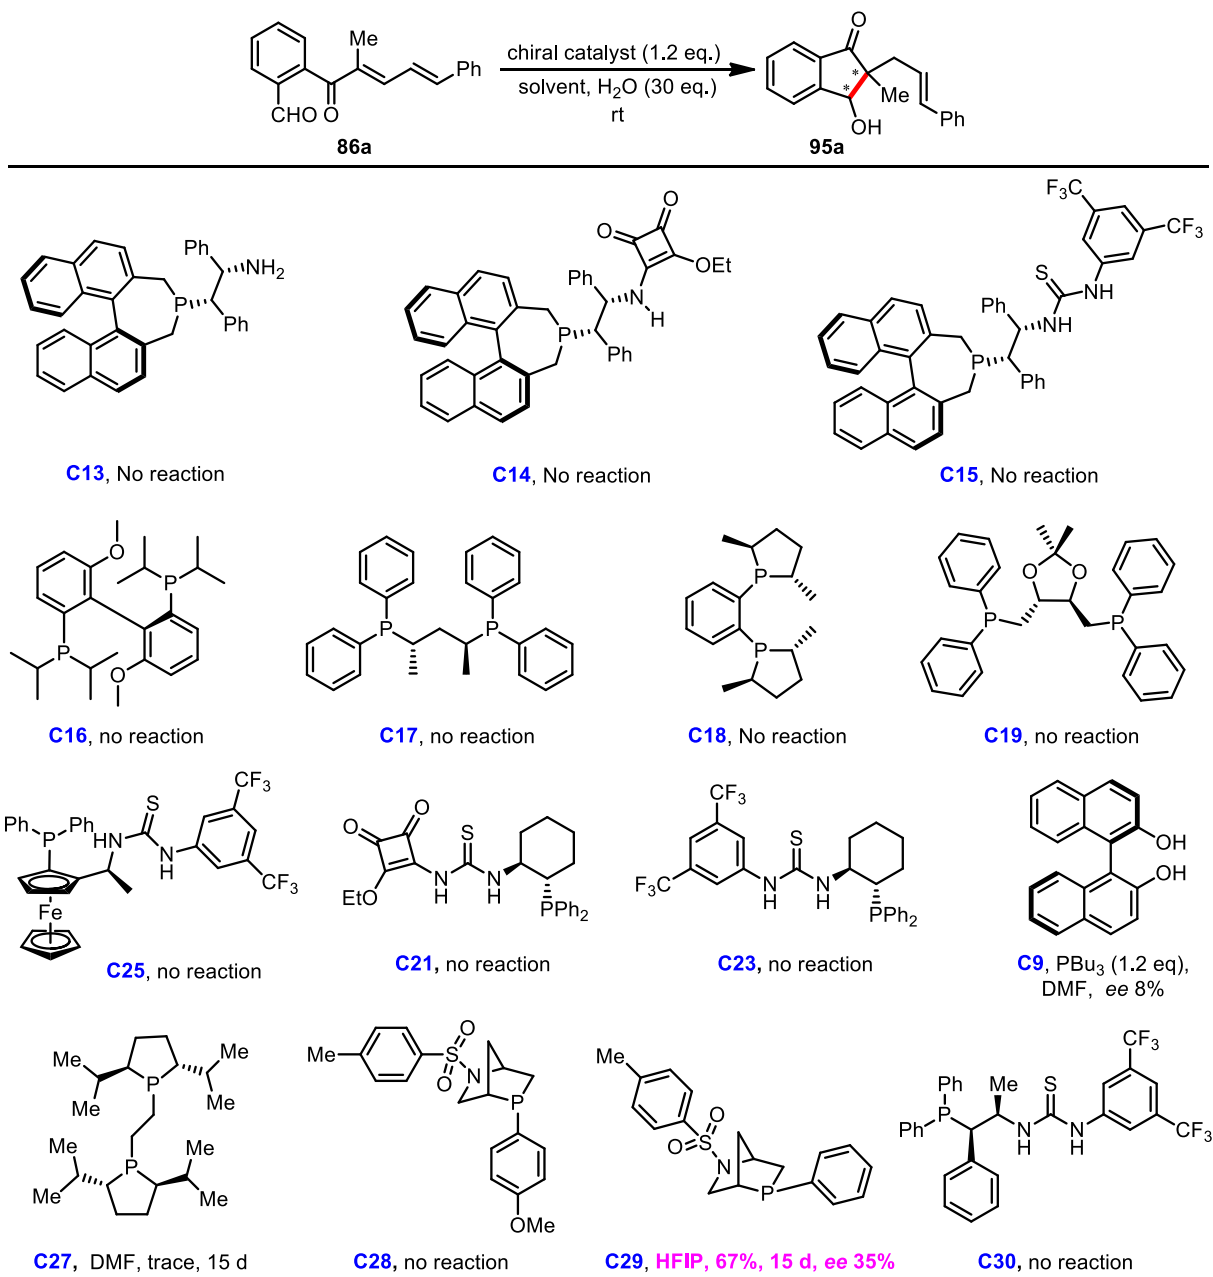 Me
Ph
CHO
O
86a
chiral catalyst (1.2 eq.)
solvent, H₂O (30 eq.)
rt
O
*
*
Me
OH
Ph
95a
Ph
NH₂
P
Ph
C13, No reaction
O
O
OEt
Ph
N
H
P
Ph
C14, No reaction
F₃C
CF₃
S
NH
Ph
NH
P
Ph
C15, No reaction
O
P
P
O
C16, no reaction
P
P
C17, no reaction
P
P
C18, No reaction
O
O
P
P
C19, no reaction
CF₃
S
Ph
P
Ph
HN
NH
CF₃
Fe
C25, no reaction
O
O
S
EtO
N
H
N
H
PPh₂
C21, no reaction
CF₃
S
F₃C
N
H
N
H
PPh₂
C23, no reaction
OH
OH
C9, PBu₃ (1.2 eq),
DMF, ee 8%
Me
Me
Me
P
Me
Me
P
Me
Me
Me
C27, DMF, trace, 15 d
Me
O
S
O
N
P
OMe
C28, no reaction
Me
O
S
O
N
P
C29, HFIP, 67%, 15 d, ee 35%
CF₃
Ph
Me
S
P
Ph
N
H
N
H
CF₃
C30, no reaction